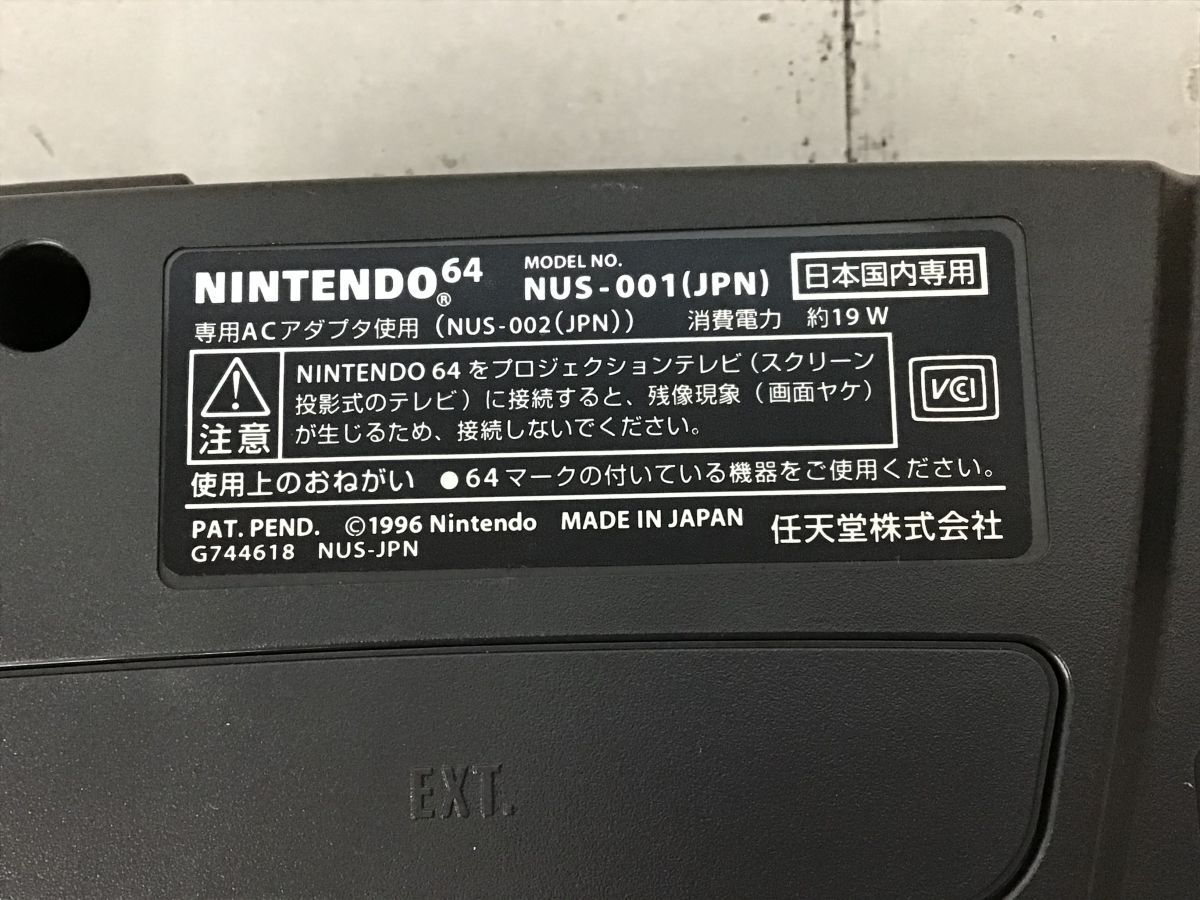 NINTENDO64®
MODEL NO.
NUS-001(JPN)
日本国内専用
専用ACアダプタ使用（NUS-002(JPN)） 消費電力 約19W
注意
NINTENDO 64をプロジェクションテレビ（スクリーン
投影式のテレビ）に接続すると、残像現象（画面ヤケ）
が生じるため、接続しないでください。
VCI
使用上のおねがい ●64マークの付いている機器をご使用ください。
PAT. PEND. ©1996 Nintendo MADE IN JAPAN 任天堂株式会社
G744618 NUS-JPN
EXT.